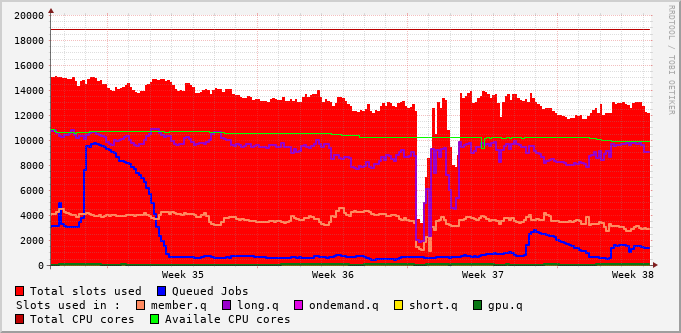 20000
18000
16000
14000
12000
10000
8000
6000
4000
2000
0
Week 35 Week 36 Week 37 Week 38
RRDTOOL / TOBI OETIKER
Total slots used Queued Jobs
Slots used in : member.q long.q ondemand.q short.q gpu.q
Total CPU cores Availale CPU cores